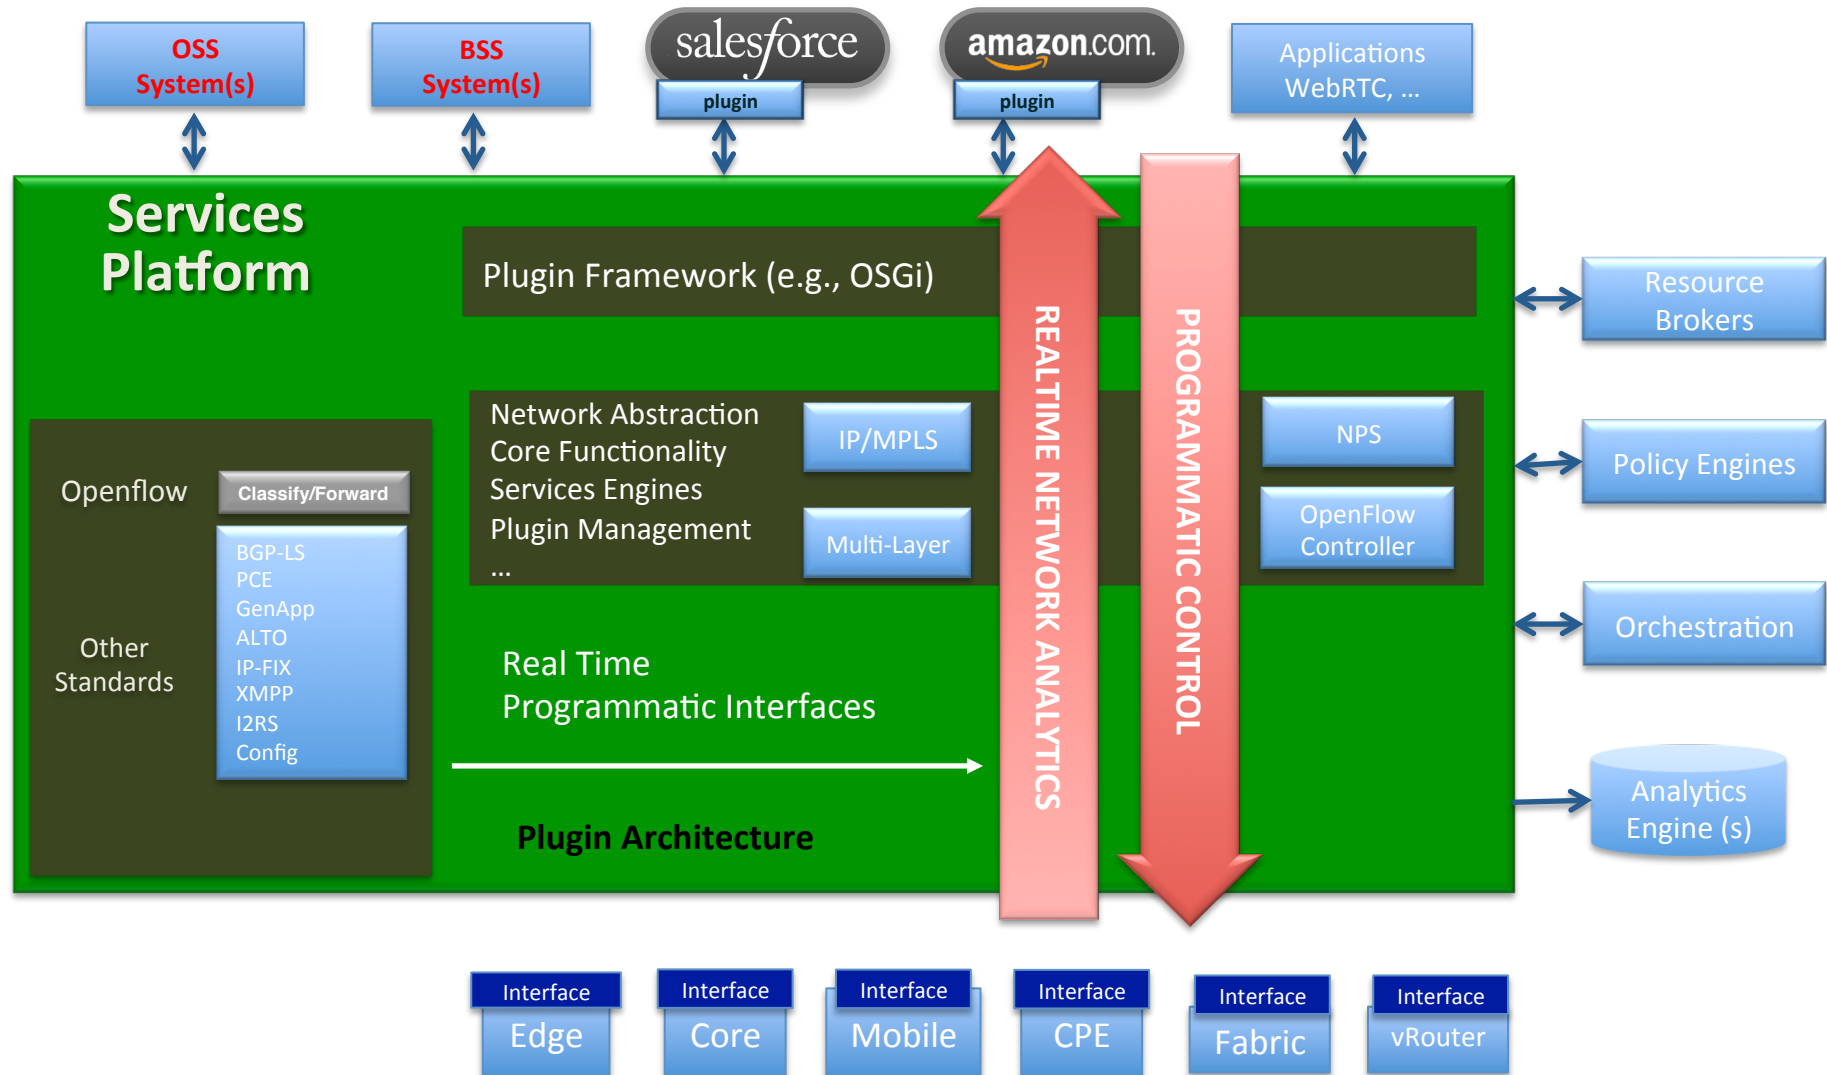 OSS
System(s)
BSS
System(s)
salesforce
plugin
amazon.com.
plugin
Applications
WebRTC, ...
Services
Platform
Plugin Framework (e.g., OSGi)
Network Abstraction
Core Functionality
Services Engines
Plugin Management
...
IP/MPLS
Multi-Layer
NPS
OpenFlow
Controller
Openflow
Classify/Forward
Other
Standards
BGP-LS
PCE
GenApp
ALTO
IP-FIX
XMPP
I2RS
Config
Real Time
Programmatic Interfaces
Plugin Architecture
REALTIME NETWORK ANALYTICS
PROGRAMMATIC CONTROL
Resource
Brokers
Policy Engines
Orchestration
Analytics
Engine (s)
Interface
Edge
Interface
Core
Interface
Mobile
Interface
CPE
Interface
Fabric
Interface
vRouter